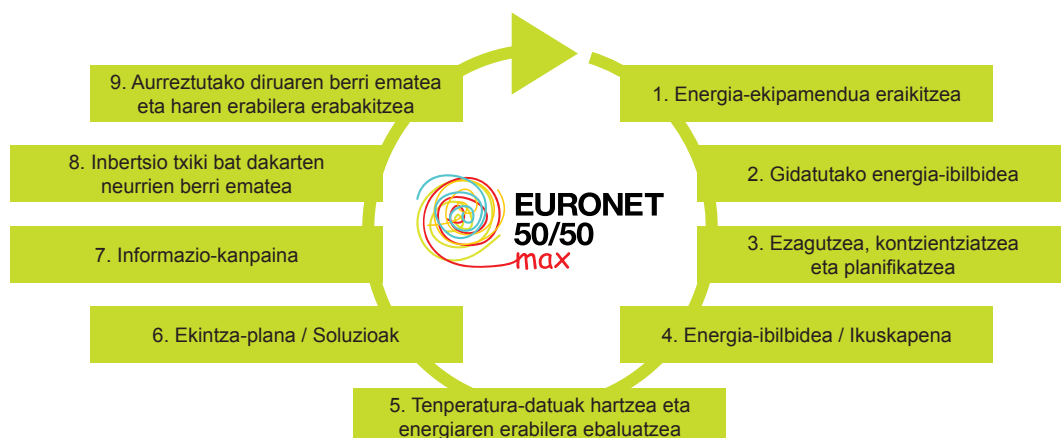 1. Energia-ekipamendua eraikitzea
2. Gidatutako energia-ibilbidea
3. Ezagutzea, kontzientziatzea
eta planifikatzea
4. Energia-ibilbidea / Ikuskapena
5. Tenperatura-datuak hartzea eta
energiaren erabilera ebaluatzea
6. Ekintza-plana / Soluzioak
7. Informazio-kanpaina
8. Inbertsio txiki bat dakarten
neurrien berri ematea
9. Aurreztutako diruaren berri ematea
eta haren erabilera erabakitzea
EURONET
50/50
max